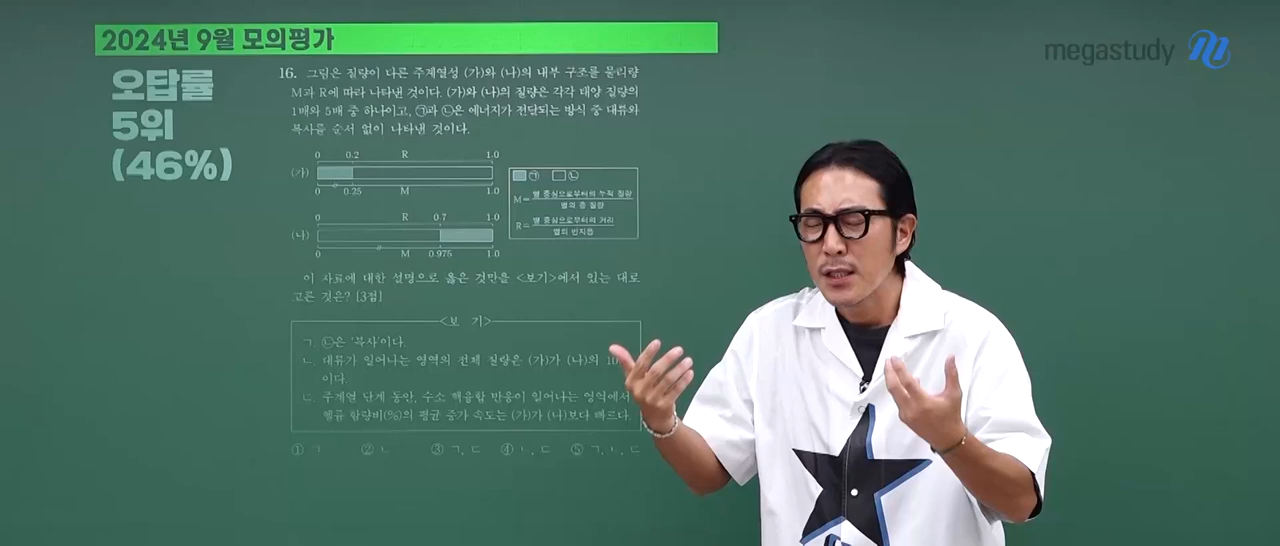 2024년 9월 모의평가
megastudy
오답률
5위
(46%)
16. 그림은 질량이 다른 주계열성 (가)와 (나)의 내부 구조를 물리량
M과 R에 따라 나타낸 것이다. (가)와 (나)의 질량은 각각 태양 질량의
1배와 5배 중 하나이고, ㉠과 ㉡은 에너지가 전달되는 방식 중 대류와
복사를 순서 없이 나타낸 것이다.
0 0.2 R 1.0
(가)
0 0.25 M 1.0
0 R 0.7 1.0
(나)
0 M 0.975 1.0
㉠ ㉡
M= 별 중심으로부터의 누적 질량
별의 총 질량
R= 별 중심으로부터의 거리
별의 반지름
이 자료에 대한 설명으로 옳은 것만을 <보기>에서 있는 대로
고른 것은? [3점]
<보 기>
ㄱ. ㉡은 '복사'이다.
ㄴ. 대류가 일어나는 영역의 전체 질량은 (가)가 (나)의 10
이다.
ㄷ. 주계열 단계 동안, 수소 핵융합 반응이 일어나는 영역에서
헬륨 함량비(%)의 평균 증가 속도는 (가)가 (나)보다 빠르다.
① ㄱ ② ㄴ ③ ㄱ, ㄷ ④ ㄴ, ㄷ ⑤ ㄱ, ㄴ, ㄷ